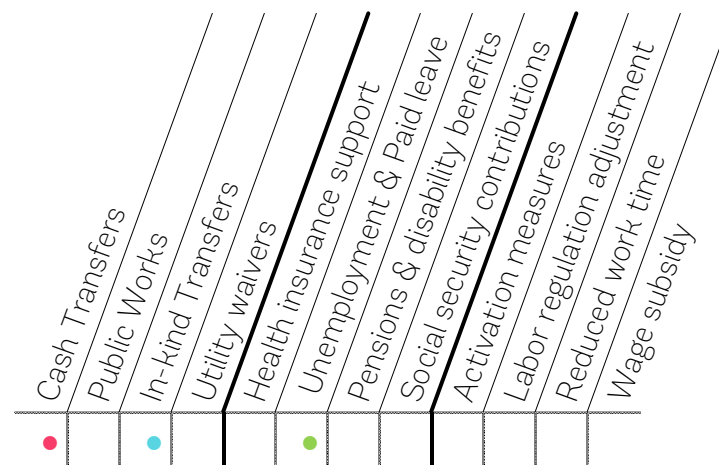 Cash Transfers
Public Works
In-kind Transfers
Utility waivers
Health insurance support
Unemployment & Paid leave
Pensions & disability benefits
Social security contributions
Activation measures
Labor regulation adjustment
Reduced work time
Wage subsidy